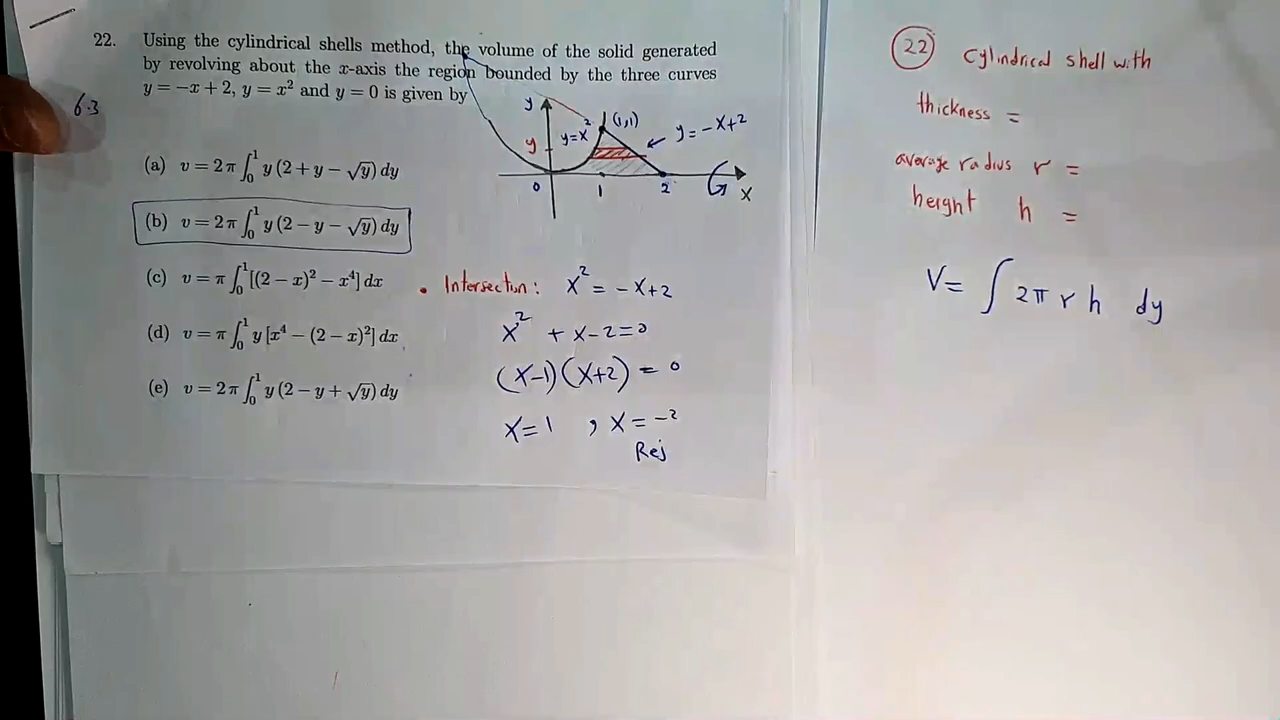 22. Using the cylindrical shells method, the volume of the solid generated
by revolving about the x-axis the region bounded by the three curves
y = −x + 2, y = x² and y = 0 is given by
6.3
(a) v = 2π ∫₀¹ y (2 + y − √y) dy
(b) v = 2π ∫₀¹ y (2 − y − √y) dy
(c) v = π ∫₀¹ [(2 − x)² − x⁴] dx
(d) v = π ∫₀¹ y [x⁴ − (2 − x)²] dx
(e) v = 2π ∫₀¹ y (2 − y + √y) dy
y
y = x²
(1,1)
y = −x+2
y
0
1
2
x
• Intersection: x² = −x+2
x² + x−2=0
(x−1)(x+2) = 0
x=1 , x = −2
Rej
22 Cylindrical shell with
thickness =
average radius r =
height h =
V = ∫ 2π r h dy